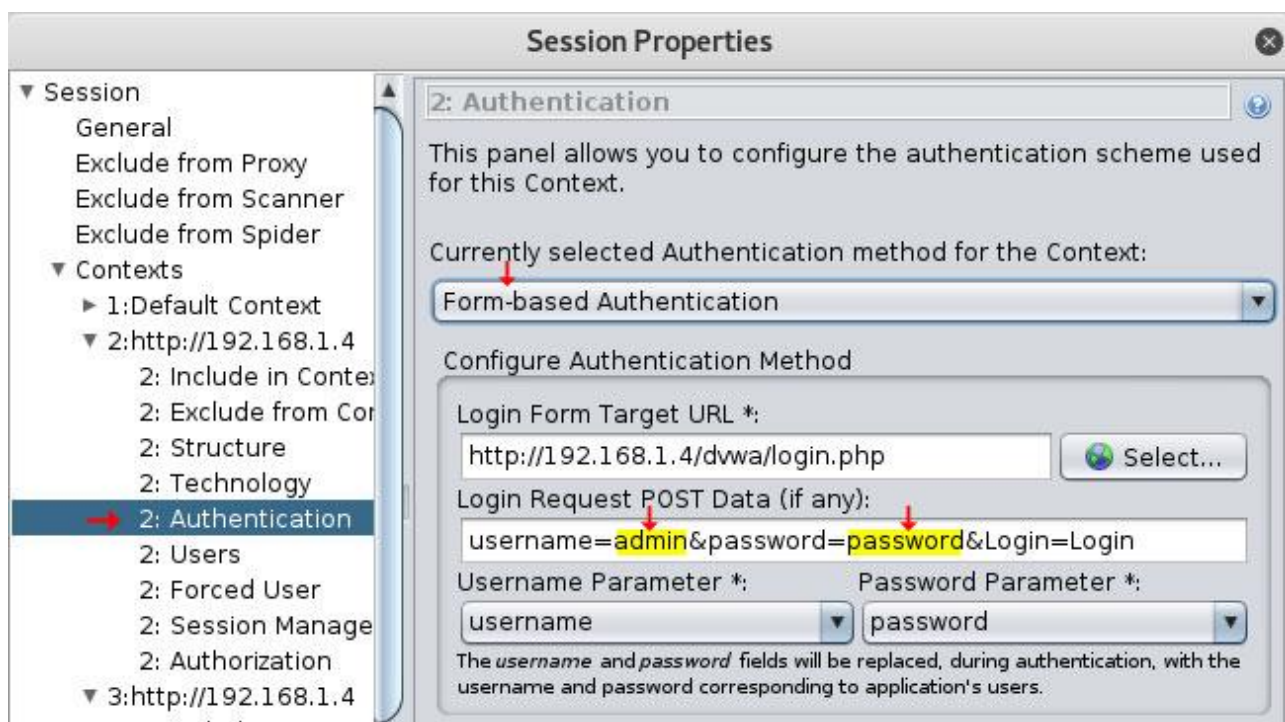 Session Properties
Session
General
Exclude from Proxy
Exclude from Scanner
Exclude from Spider
Contexts
1:Default Context
2:http://192.168.1.4
2: Include in Contex
2: Exclude from Cor
2: Structure
2: Technology
2: Authentication
2: Users
2: Forced User
2: Session Manage
2: Authorization
3:http://192.168.1.4
2: Authentication
This panel allows you to configure the authentication scheme used
for this Context.
Currently selected Authentication method for the Context:
Form-based Authentication
Configure Authentication Method
Login Form Target URL *:
http://192.168.1.4/dvwa/login.php
Select...
Login Request POST Data (if any):
username=admin&password=password&Login=Login
Username Parameter *: Password Parameter *:
username password
The username and password fields will be replaced, during authentication, with the
username and password corresponding to application's users.